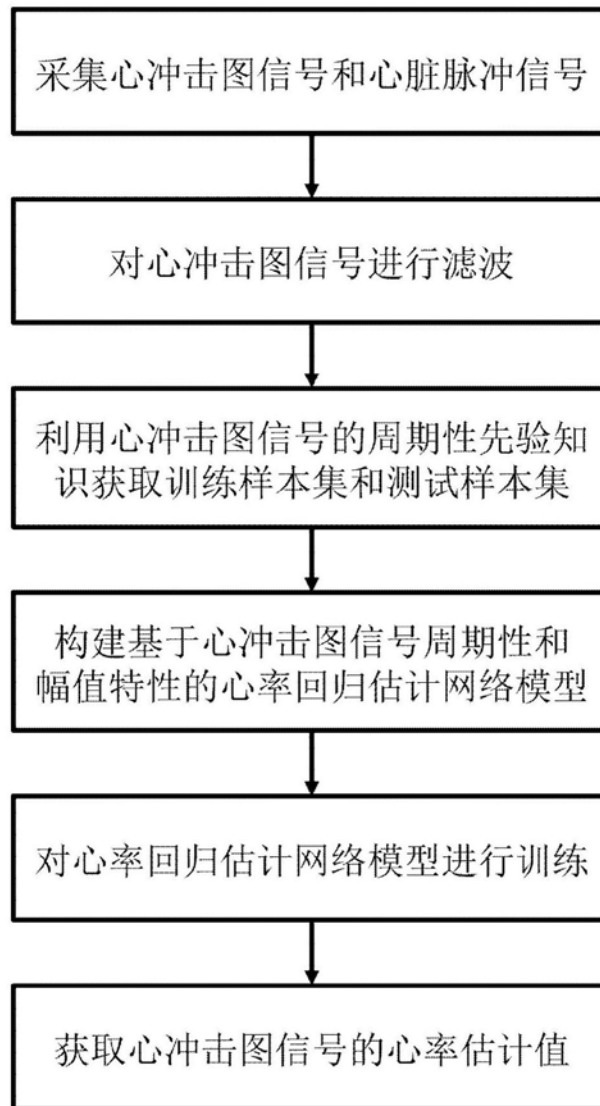 采集心冲击图信号和心脏脉冲信号
对心冲击图信号进行滤波
利用心冲击图信号的周期性先验知
识获取训练样本集和测试样本集
构建基于心冲击图信号周期性和
幅值特性的心率回归估计网络模型
对心率回归估计网络模型进行训练
获取心冲击图信号的心率估计值